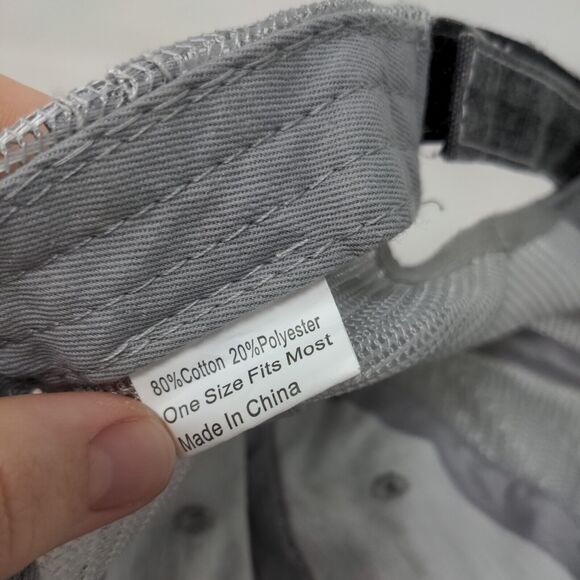 80%Cotton 20%Polyester
One Size Fits Most
Made In China